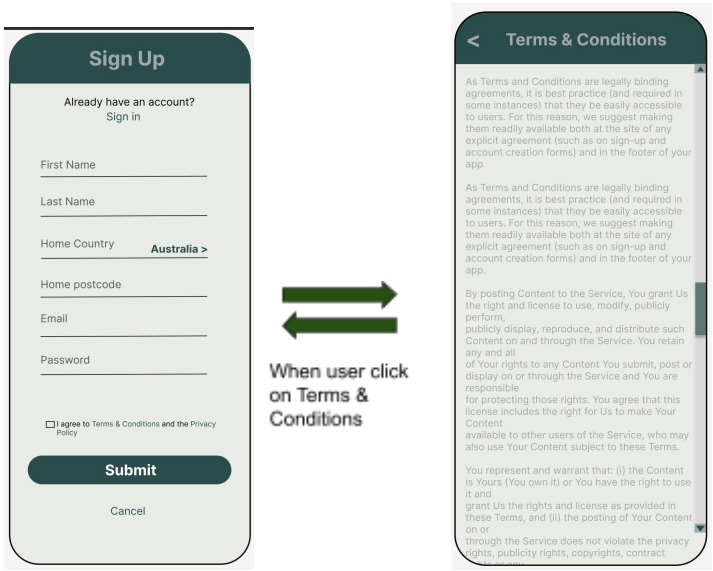 Sign Up
Already have an account?
Sign in
First Name
Last Name
Home Country
Australia >
Home postcode
Email
Password
I agree to Terms & Conditions and the Privacy
Policy
Submit
Cancel
When user click
on Terms &
Conditions
< Terms & Conditions
As Terms and Conditions are legally binding
agreements, it is best practice (and required in
some instances) that they be easily accessible
to users. For this reason, we suggest making
them readily available both at the site of any
explicit agreement (such as on sign-up and
account creation forms) and in the footer of your
app
As Terms and Conditions are legally binding
agreements, it is best practice (and required in
some instances) that they be easily accessible
to users. For this reason, we suggest making
them readily available both at the site of any
explicit agreement (such as on sign-up and
account creation forms) and in the footer of your
app.
By posting Content to the Service, You grant Us
the right and license to use, modify, publicly
perform,
publicly display, reproduce, and distribute such
Content on and through the Service. You retain
any and all
of Your rights to any Content You submit, post or
display on or through the Service and You are
responsible
for protecting those rights. You agree that this
license includes the right for Us to make Your
Content
available to other users of the Service, who may
also use Your Content subject to these Terms.
You represent and warrant that: (i) the Content
is Yours (You own it) or You have the right to use
it and
grant Us the rights and license as provided in
these Terms, and (ii) the posting of Your Content
on or
through the Service does not violate the privacy
rights, publicity rights, copyrights, contract